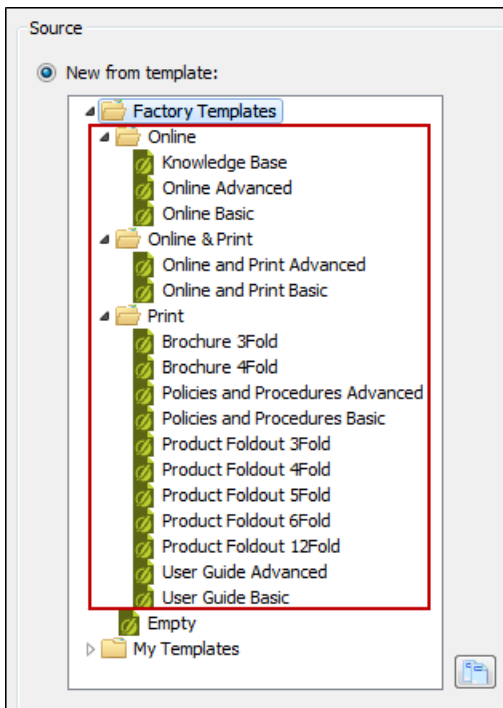 Source
New from template:
Factory Templates
Online
Knowledge Base
Online Advanced
Online Basic
Online & Print
Online and Print Advanced
Online and Print Basic
Print
Brochure 3Fold
Brochure 4Fold
Policies and Procedures Advanced
Policies and Procedures Basic
Product Foldout 3Fold
Product Foldout 4Fold
Product Foldout 5Fold
Product Foldout 6Fold
Product Foldout 12Fold
User Guide Advanced
User Guide Basic
Empty
My Templates